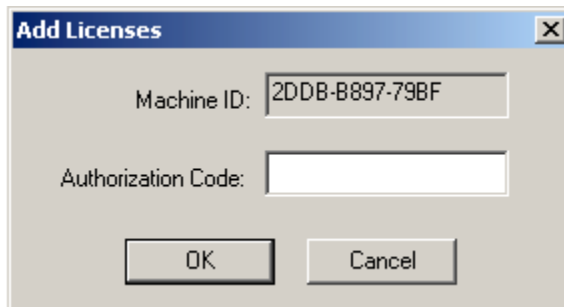 Add Licenses
Machine ID: 2DDB-B897-79BF
Authorization Code:
OK Cancel